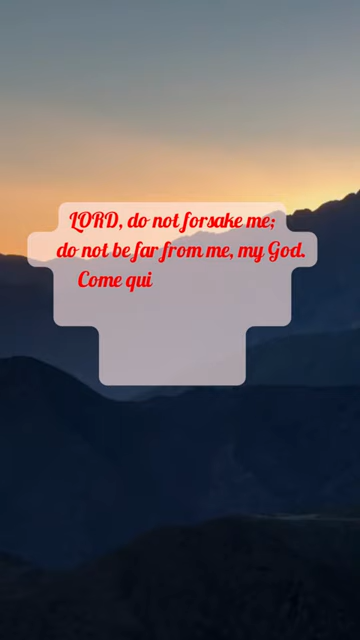 LORD, do not forsake me;
do not be far from me, my God.
Come qui